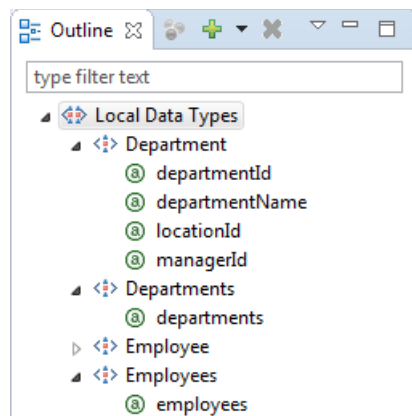 Outline
type filter text
Local Data Types
Department
departmentId
departmentName
locationId
managerId
Departments
departments
Employee
Employees
employees